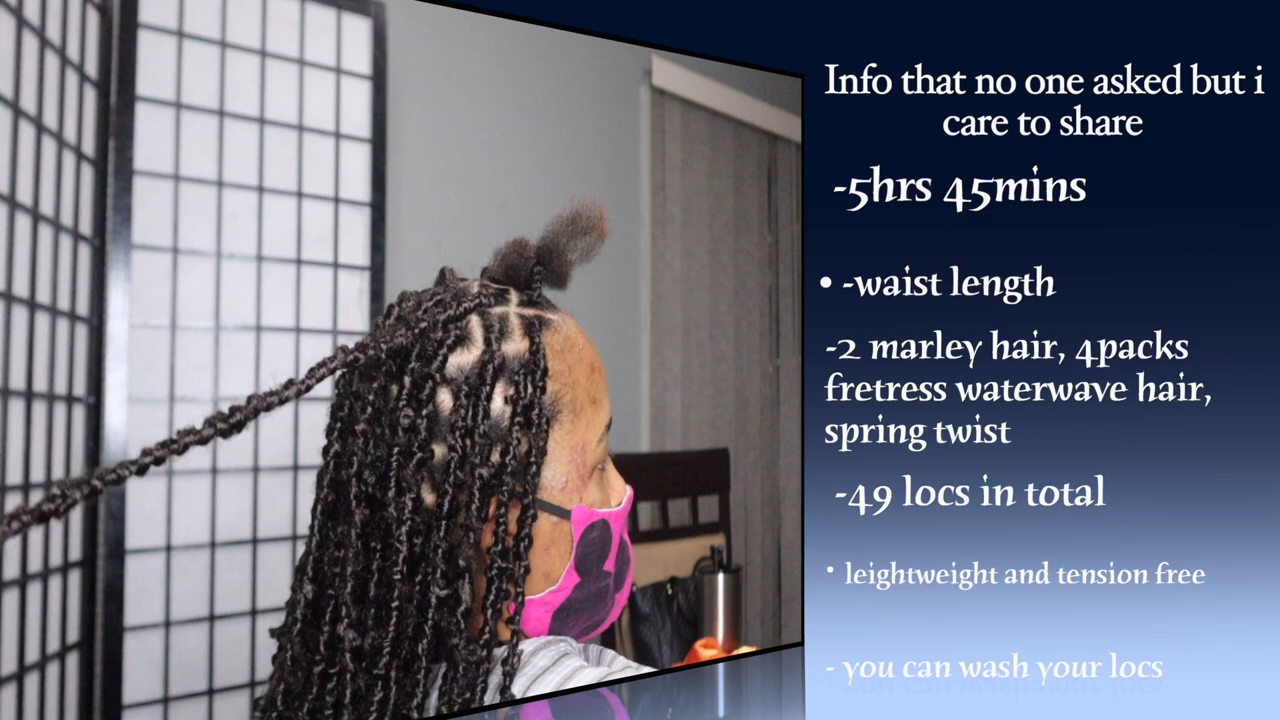 Info that no one asked but i
care to share
-5hrs 45mins
• -waist length
-2 marley hair, 4packs
fretress waterwave hair,
spring twist
-49 locs in total
• leightweight and tension free
- you can wash your locs